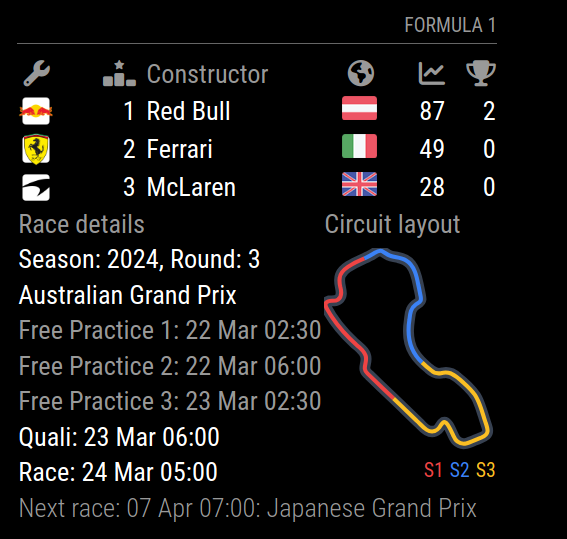 FORMULA 1
Constructor
1 Red Bull 87 2
2 Ferrari 49 0
3 McLaren 28 0
Race details
Circuit layout
Season: 2024, Round: 3
Australian Grand Prix
Free Practice 1: 22 Mar 02:30
Free Practice 2: 22 Mar 06:00
Free Practice 3: 23 Mar 02:30
Quali: 23 Mar 06:00
Race: 24 Mar 05:00
S1 S2 S3
Next race: 07 Apr 07:00: Japanese Grand Prix